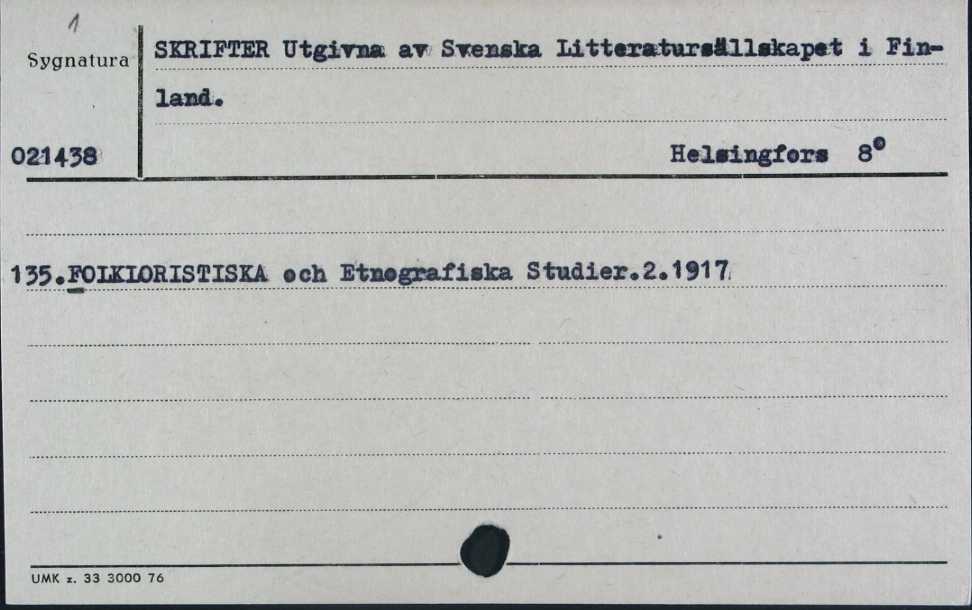 1
Sygnatura
SKRIFTER Utgivna av Svenska Litteratursällskapet i Fin-
land.
021438
Helsingfors 8°
135.FOLKLORISTISKA och Etnografiska Studier.2.1917
UMK z. 33 3000 76